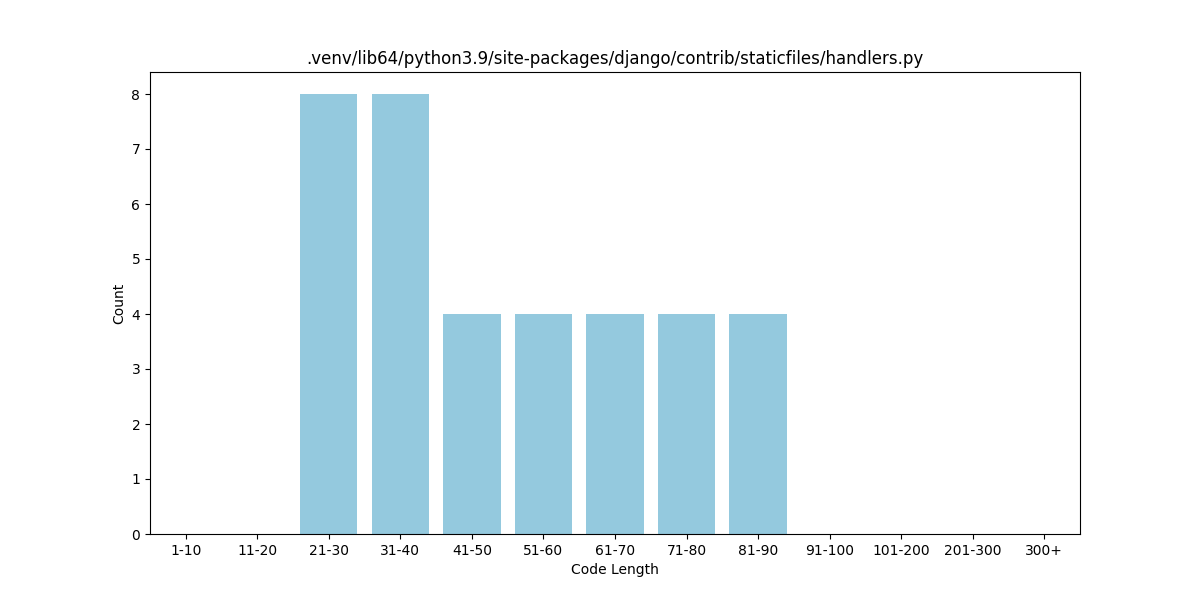 .venv/lib64/python3.9/site-packages/django/contrib/staticfiles/handlers.py
8
7
6
5
4
3
2
1
0
Count
1-10 11-20 21-30 31-40 41-50 51-60 61-70 71-80 81-90 91-100 101-200 201-300 300+
Code Length